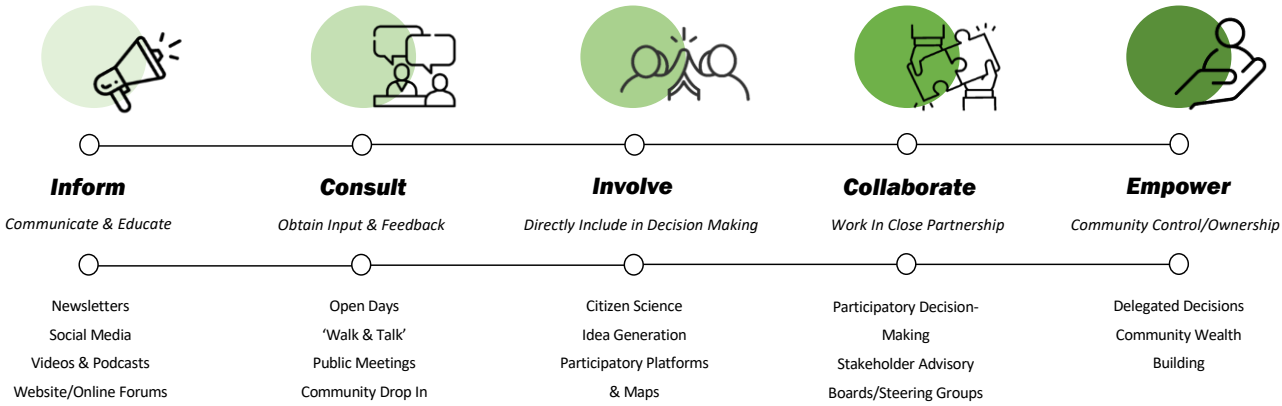 Inform
Consult
Involve
Collaborate
Empower
Communicate & Educate
Obtain Input & Feedback
Directly Include in Decision Making
Work In Close Partnership
Community Control/Ownership
Newsletters
Social Media
Videos & Podcasts
Website/Online Forums
Open Days
‘Walk & Talk’
Public Meetings
Community Drop In
Citizen Science
Idea Generation
Participatory Platforms
& Maps
Participatory Decision-
Making
Stakeholder Advisory
Boards/Steering Groups
Delegated Decisions
Community Wealth
Building